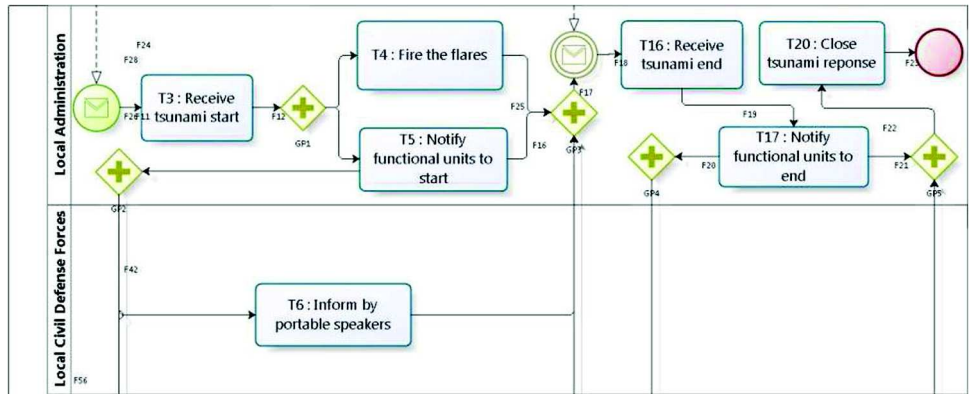 Local Administration
F24
F28
F26
F11
T3 : Receive
tsunami start
F12
GP1
T4 : Fire the flares
T5 : Notify
functional units to
start
F25
F16
F17
GP3
GP2
F18
T16 : Receive
tsunami end
T20 : Close
tsunami reponse
F19
T17 : Notify
functional units to
end
F20
F21
F22
GP4
GP5
Local Civil Defense Forces
F42
T6 : Inform by
portable speakers
F56